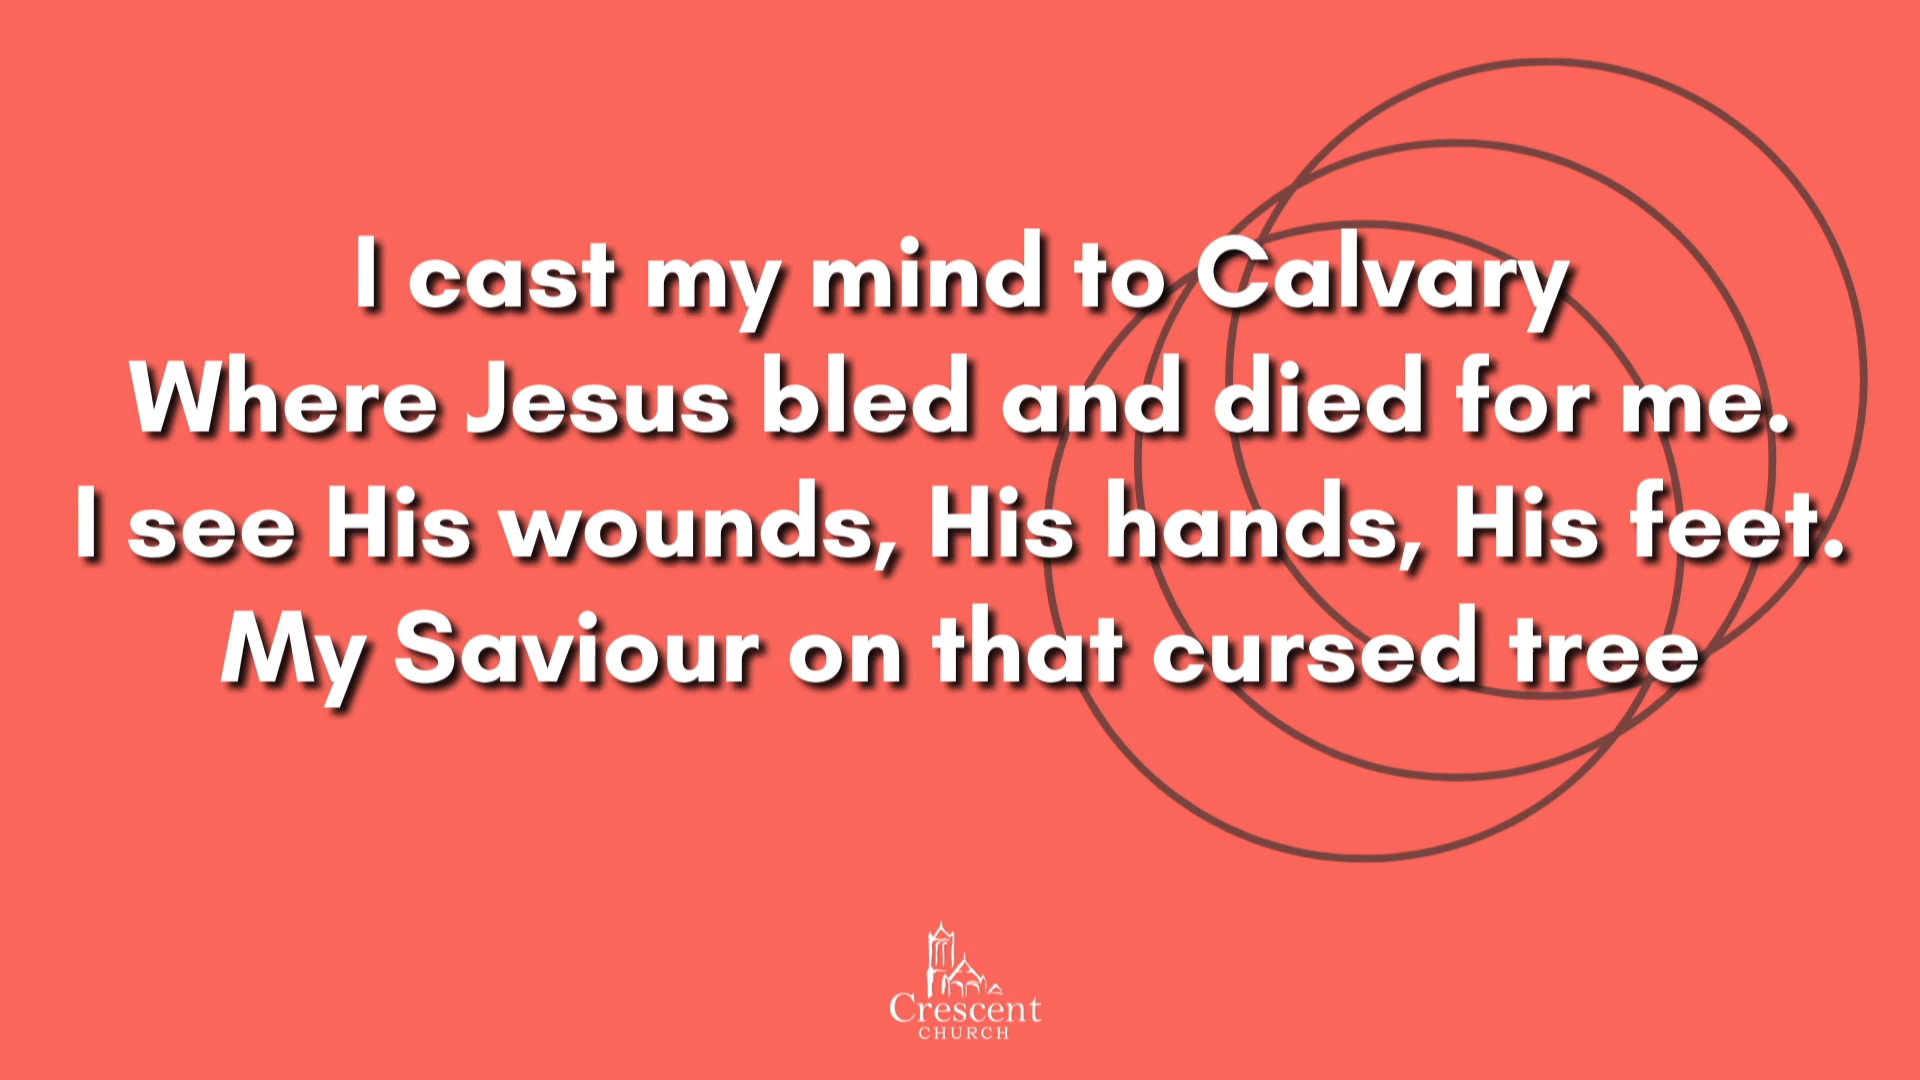 I cast my mind to Calvary
Where Jesus bled and died for me.
I see His wounds, His hands, His feet.
My Saviour on that cursed tree
Crescent
CHURCH